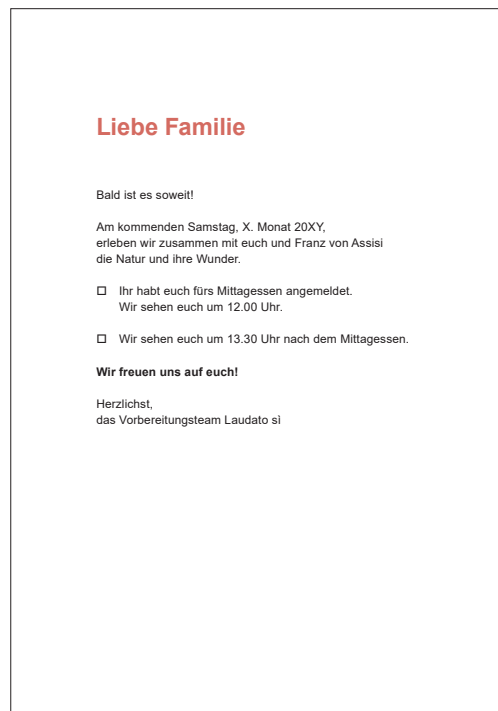 Liebe Familie
Bald ist es soweit!
Am kommenden Samstag, X. Monat 20XY,
erleben wir zusammen mit euch und Franz von Assisi
die Natur und ihre Wunder.
☐ Ihr habt euch fürs Mittagessen angemeldet.
Wir sehen euch um 12.00 Uhr.
☐ Wir sehen euch um 13.30 Uhr nach dem Mittagessen.
Wir freuen uns auf euch!
Herzlichst,
das Vorbereitungsteam Laudato sì